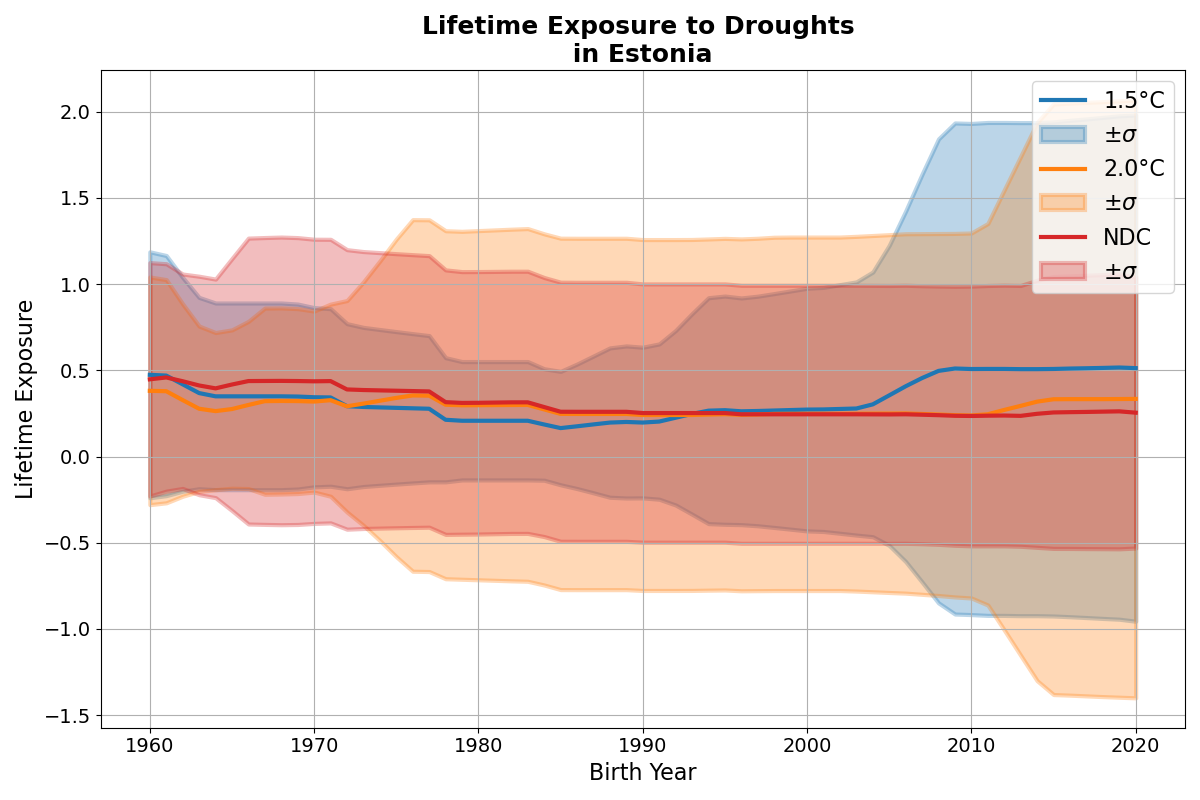 Lifetime Exposure to Droughts
in Estonia
1.5°C
±σ
2.0°C
±σ
NDC
±σ
Lifetime Exposure
2.0
1.5
1.0
0.5
0.0
−0.5
−1.0
−1.5
1960 1970 1980 1990 2000 2010 2020
Birth Year